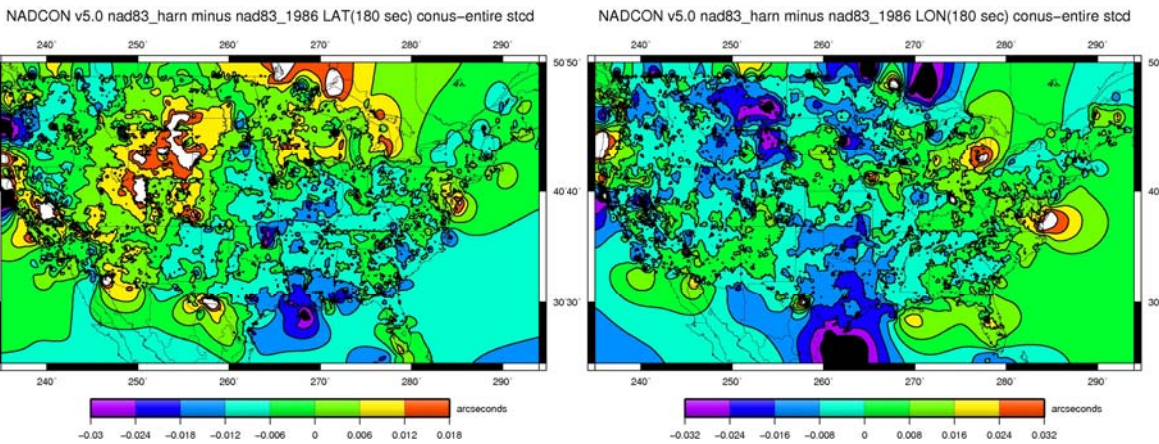 NADCON v5.0 nad83_harn minus nad83_1986 LAT(180 sec) conus-entire stcd
240° 250° 260° 270° 280° 290°
50°50'
40°40'
30°30'
240° 250° 260° 270° 280° 290°
-0.03 -0.024 -0.018 -0.012 -0.006 0 0.006 0.012 0.018
arcseconds
NADCON v5.0 nad83_harn minus nad83_1986 LON(180 sec) conus-entire stcd
240° 250° 260° 270° 280° 290°
50
40
30
240° 250° 260° 270° 280° 290°
-0.032 -0.024 -0.016 -0.008 0 0.008 0.016 0.024 0.032
arcseconds